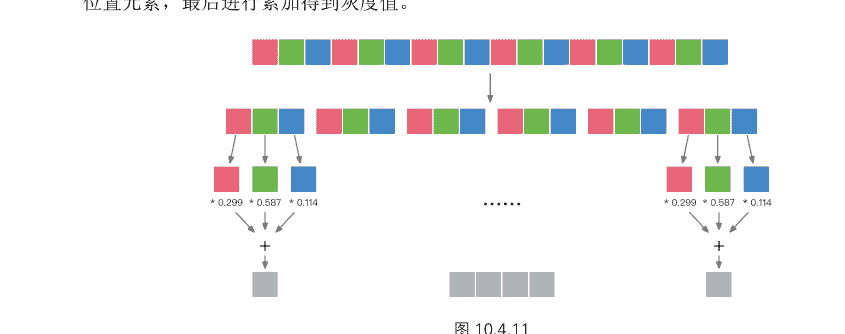 位置元素，最后进行累加得到灰度值。
* 0.299 * 0.587 * 0.114 ...... * 0.299 * 0.587 * 0.114
+ +
图 10.4.11